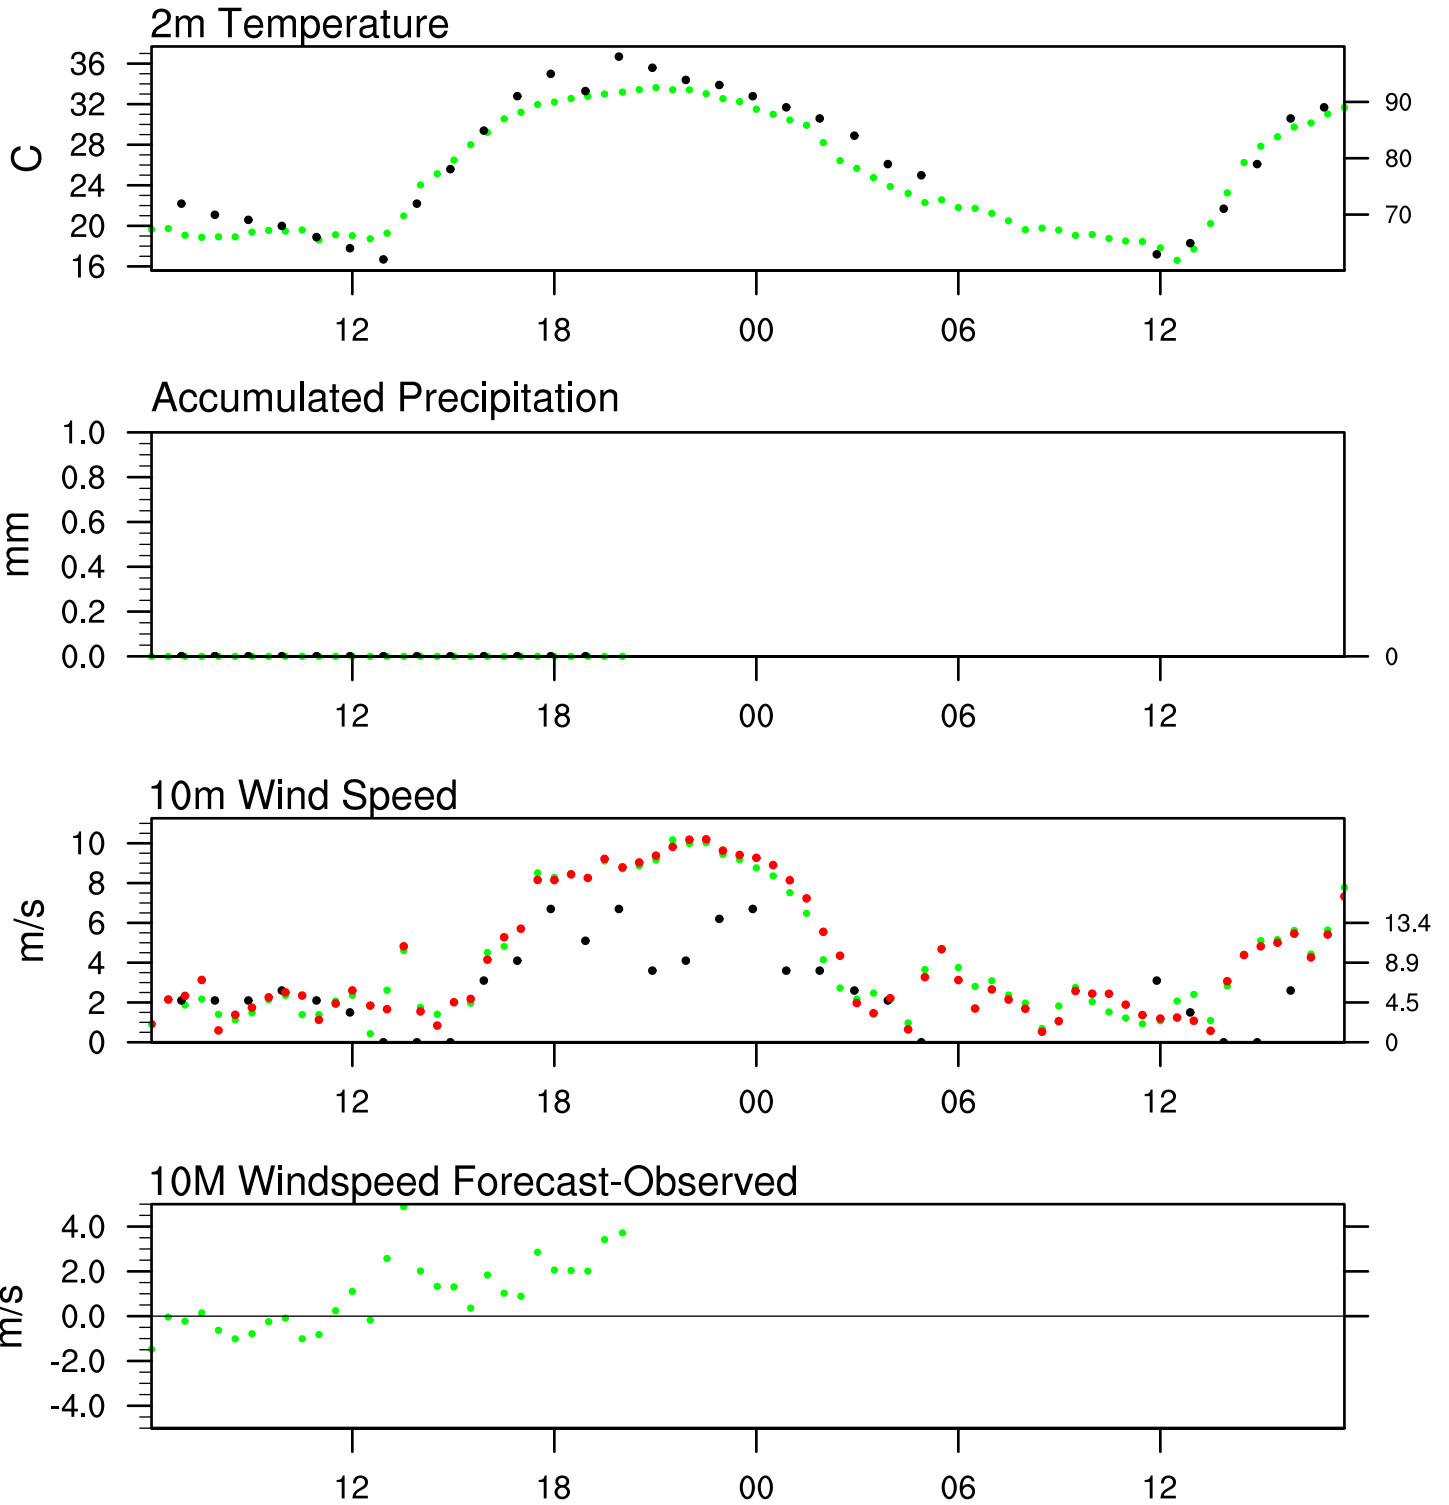 2m Temperature
36
32
28
24
20
16
C
90
80
70
12 18 00 06 12
Accumulated Precipitation
1.0
0.8
0.6
0.4
0.2
0.0
mm
0
12 18 00 06 12
10m Wind Speed
10
8
6
4
2
0
m/s
13.4
8.9
4.5
0
12 18 00 06 12
10M Windspeed Forecast-Observed
4.0
2.0
0.0
-2.0
-4.0
m/s
12 18 00 06 12